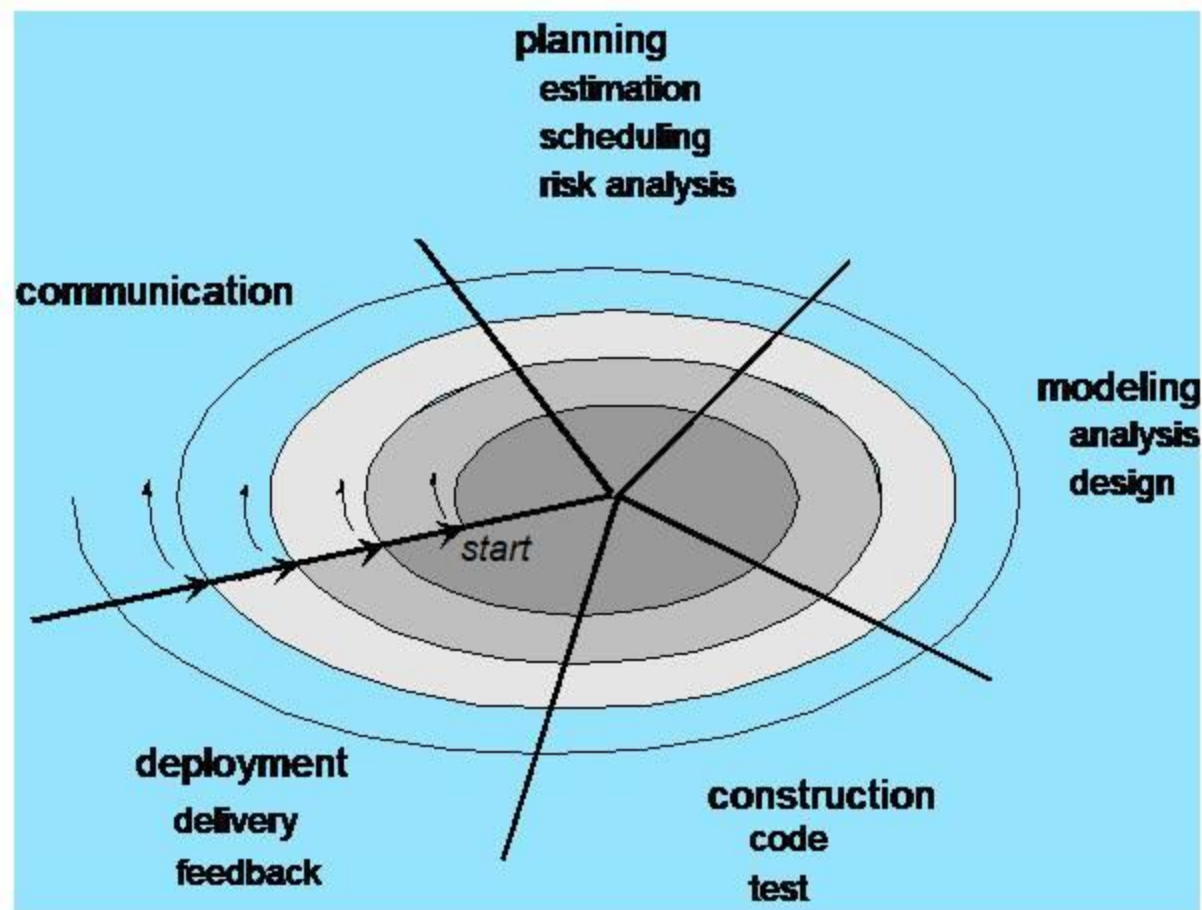 planning
estimation
scheduling
risk analysis
communication
modeling
analysis
design
start
deployment
delivery
feedback
construction
code
test